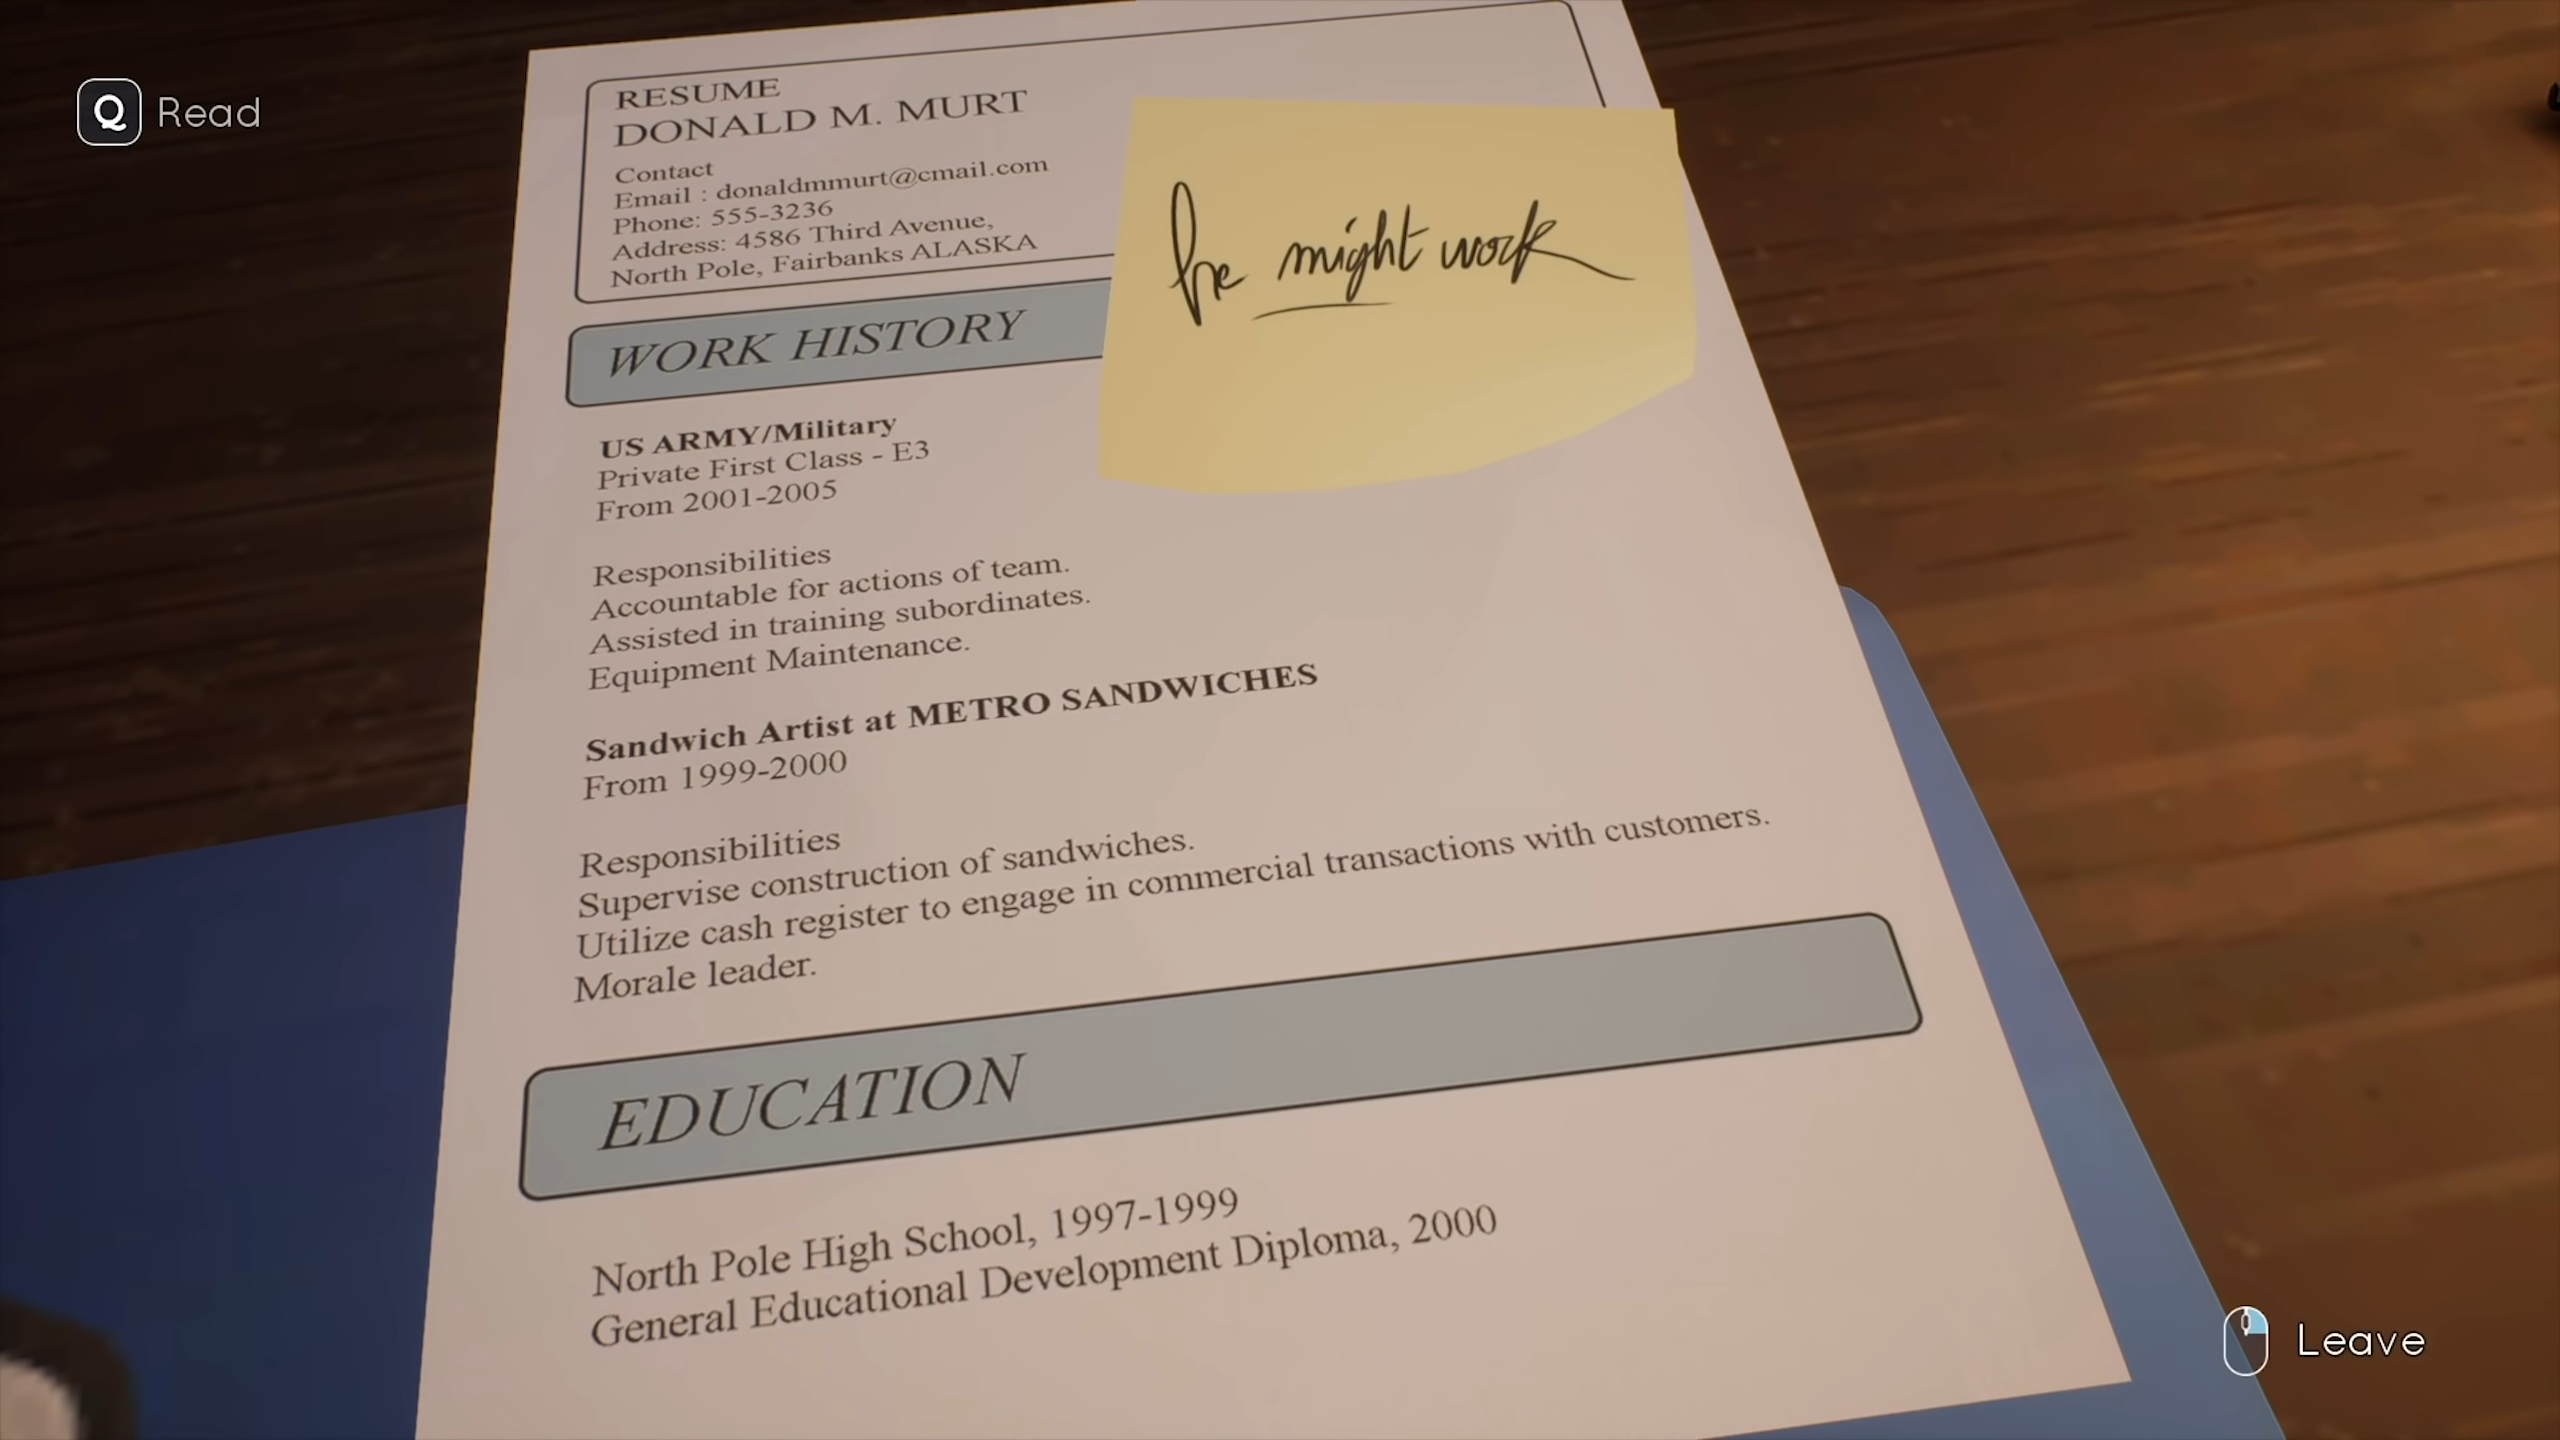 Q Read
RESUME
DONALD M. MURT
Contact
Email : donaldmmurt@cmail.com
Phone: 555-3236
Address: 4586 Third Avenue,
North Pole, Fairbanks ALASKA
he might work
WORK HISTORY
US ARMY/Military
Private First Class - E3
From 2001-2005
Responsibilities
Accountable for actions of team.
Assisted in training subordinates.
Equipment Maintenance.
Sandwich Artist at METRO SANDWICHES
From 1999-2000
Responsibilities
Supervise construction of sandwiches.
Utilize cash register to engage in commercial transactions with customers.
Morale leader.
EDUCATION
North Pole High School, 1997-1999
General Educational Development Diploma, 2000
Leave